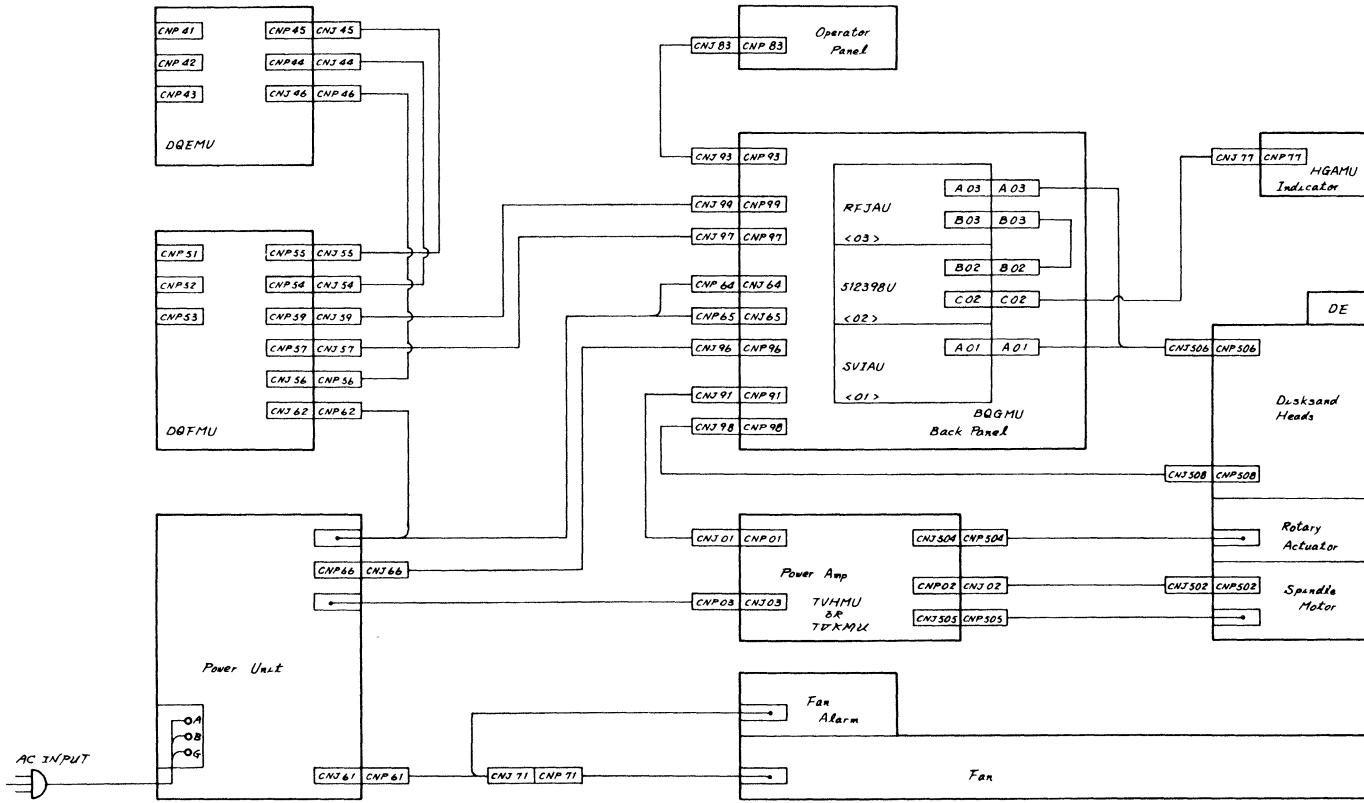 CNP 41
CNP 45 CNJ 45
CNP 42
CNP 44 CNJ 44
CNP 43
CNJ 46 CNP 46
DQEMU
CNP 51
CNP 55 CNJ 55
CNP 52
CNP 54 CNJ 54
CNP 53
CNP 59 CNJ 59
CNP 57 CNJ 57
CNJ 56 CNP 56
CNJ 62 CNP 62
DQFMU
CNP 66 CNJ 66
Power Unit
A
B
G
AC INPUT
CNJ 61 CNP 61
CNJ 71 CNP 71
CNJ 83 CNP 83
Operator
Panel
CNJ 93 CNP 93
CNJ 99 CNP 99
CNJ 97 CNP 97
CNP 64 CNJ 64
CNP 65 CNJ 65
CNJ 96 CNP 96
CNJ 91 CNP 91
CNJ 98 CNP 98
RFJAU
<03>
512398U
<02>
SVIAU
<01>
A 03 A 03
B 03 B 03
B 02 B 02
C 02 C 02
A 01 A 01
BQGMU
Back Panel
CNJ 77 CNP 77
HGAMU
Indicator
DE
CNJ 506 CNP 506
Disksand
Heads
CNJ 508 CNP 508
Rotary
Actuator
CNJ 502 CNP 502
Spindle
Motor
CNJ 01 CNP 01
CNJ 504 CNP 504
Power Amp
CNP 02 CNJ 02
CNP 03 CNJ 03
TVHMU
OR
TVKMU
CNJ 505 CNP 505
Fan
Alarm
Fan